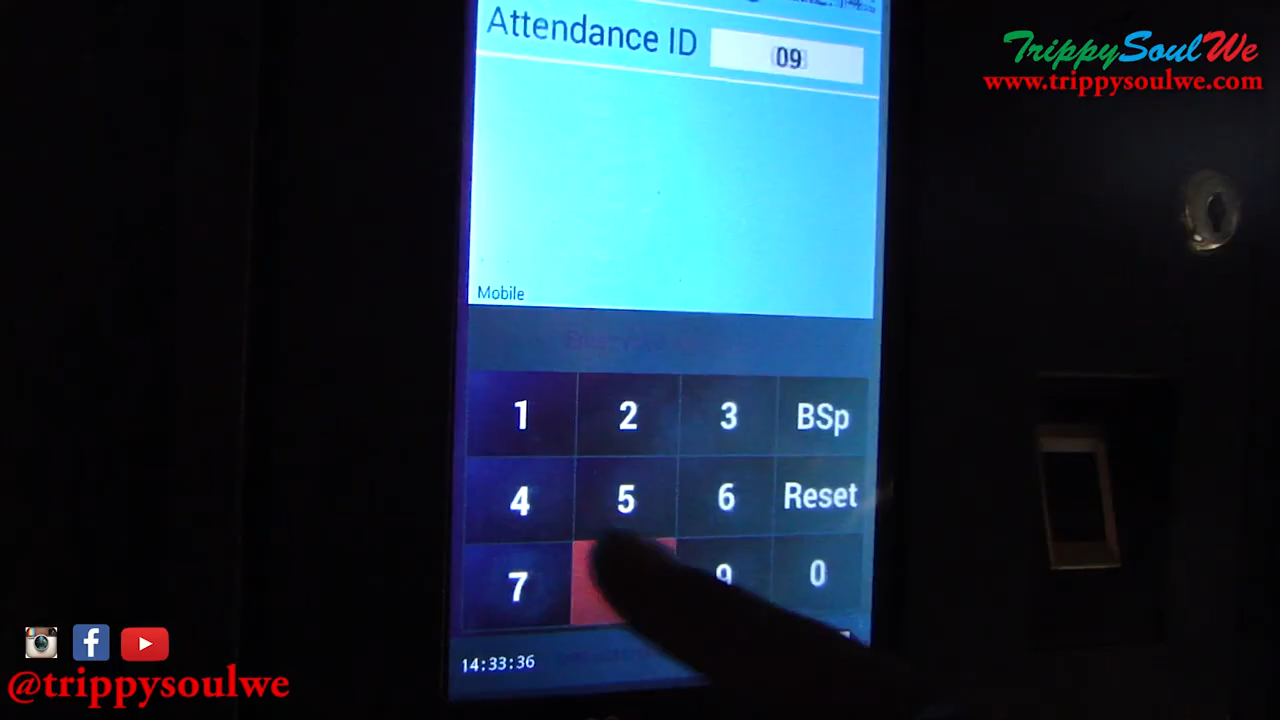 Attendance ID 09
TrippySoulWe
www.trippysoulwe.com
Mobile
1 2 3 BSp
4 5 6 Reset
7 9 0
14:33:36
@trippysoulwe